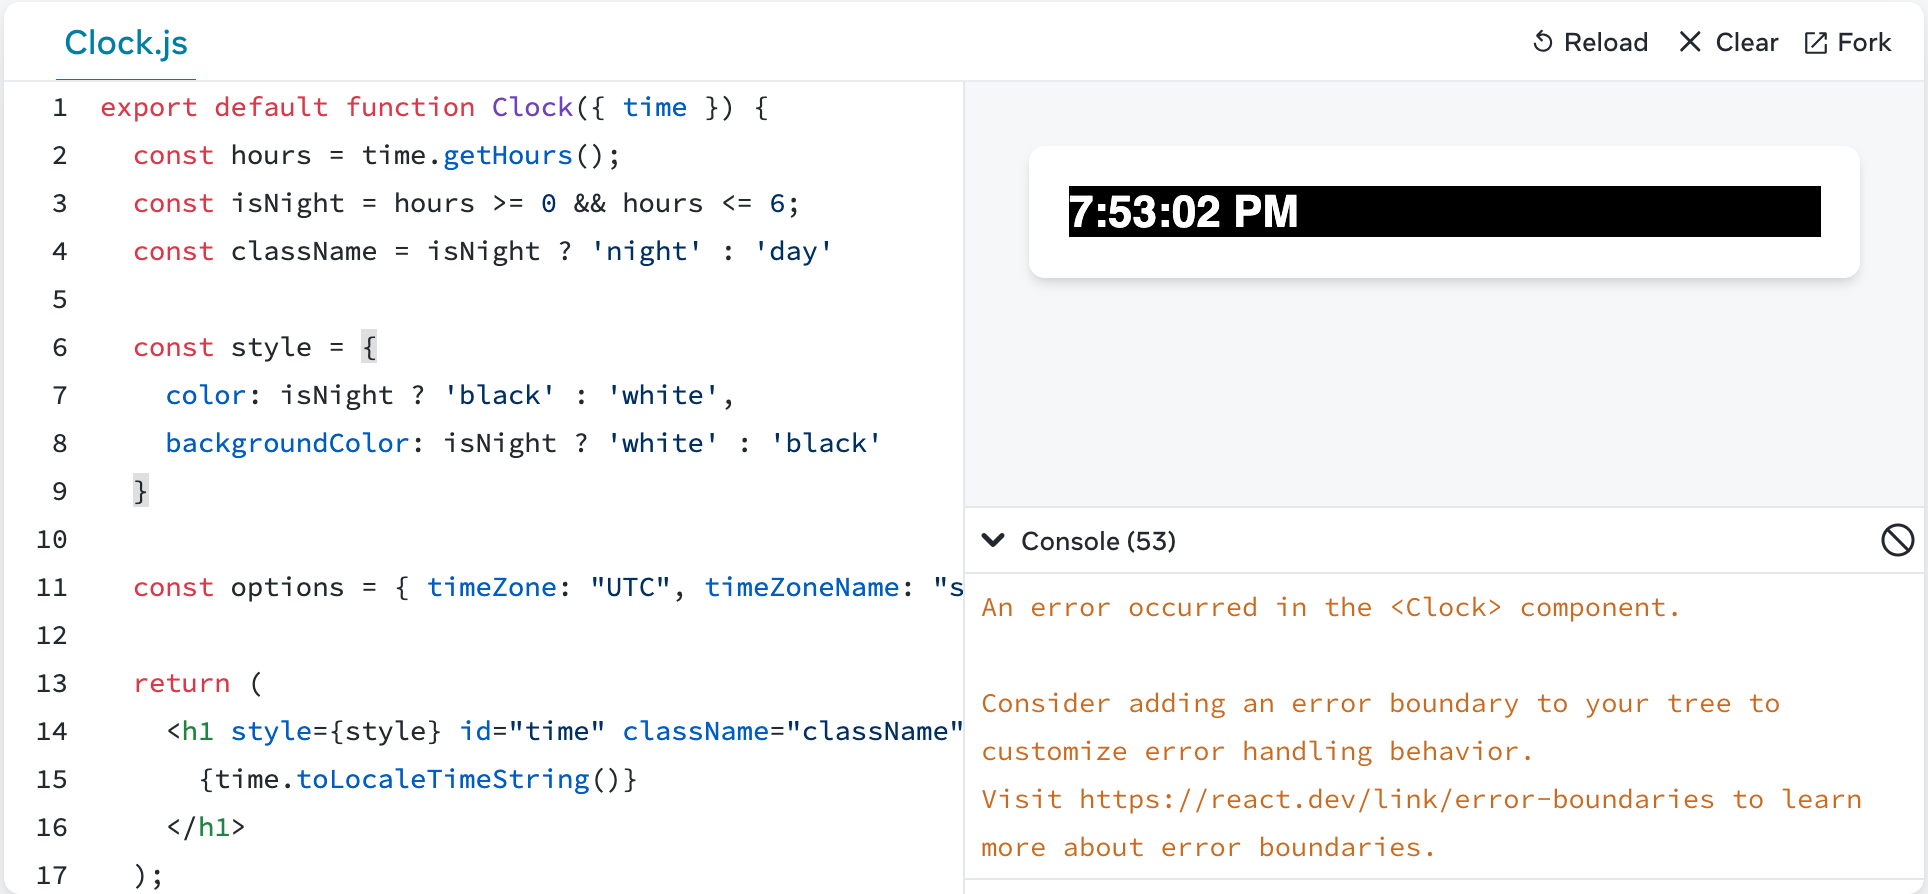 Clock.js
Reload
Clear
Fork
1 export default function Clock({ time }) {
2 const hours = time.getHours();
3 const isNight = hours >= 0 && hours <= 6;
4 const className = isNight ? 'night' : 'day'
5
6 const style = {
7 color: isNight ? 'black' : 'white',
8 backgroundColor: isNight ? 'white' : 'black'
9 }
10
11 const options = { timeZone: "UTC", timeZoneName: "s
12
13 return (
14 <h1 style={style} id="time" className="className"
15 {time.toLocaleTimeString()}
16 </h1>
17 );
7:53:02 PM
Console (53)
An error occurred in the <Clock> component.
Consider adding an error boundary to your tree to
customize error handling behavior.
Visit https://react.dev/link/error-boundaries to learn
more about error boundaries.